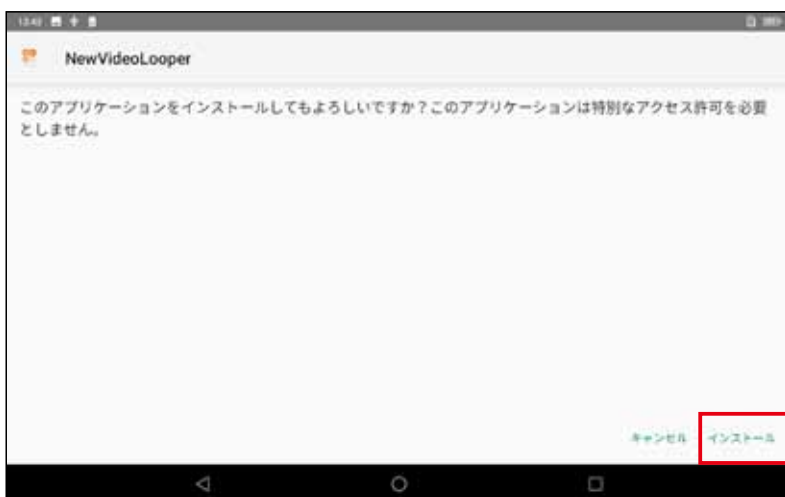 NewVideoLooper
このアプリケーションをインストールしてもよろしいですか？このアプリケーションは特別なアクセス許可を必要
としません。
キャンセル インストール